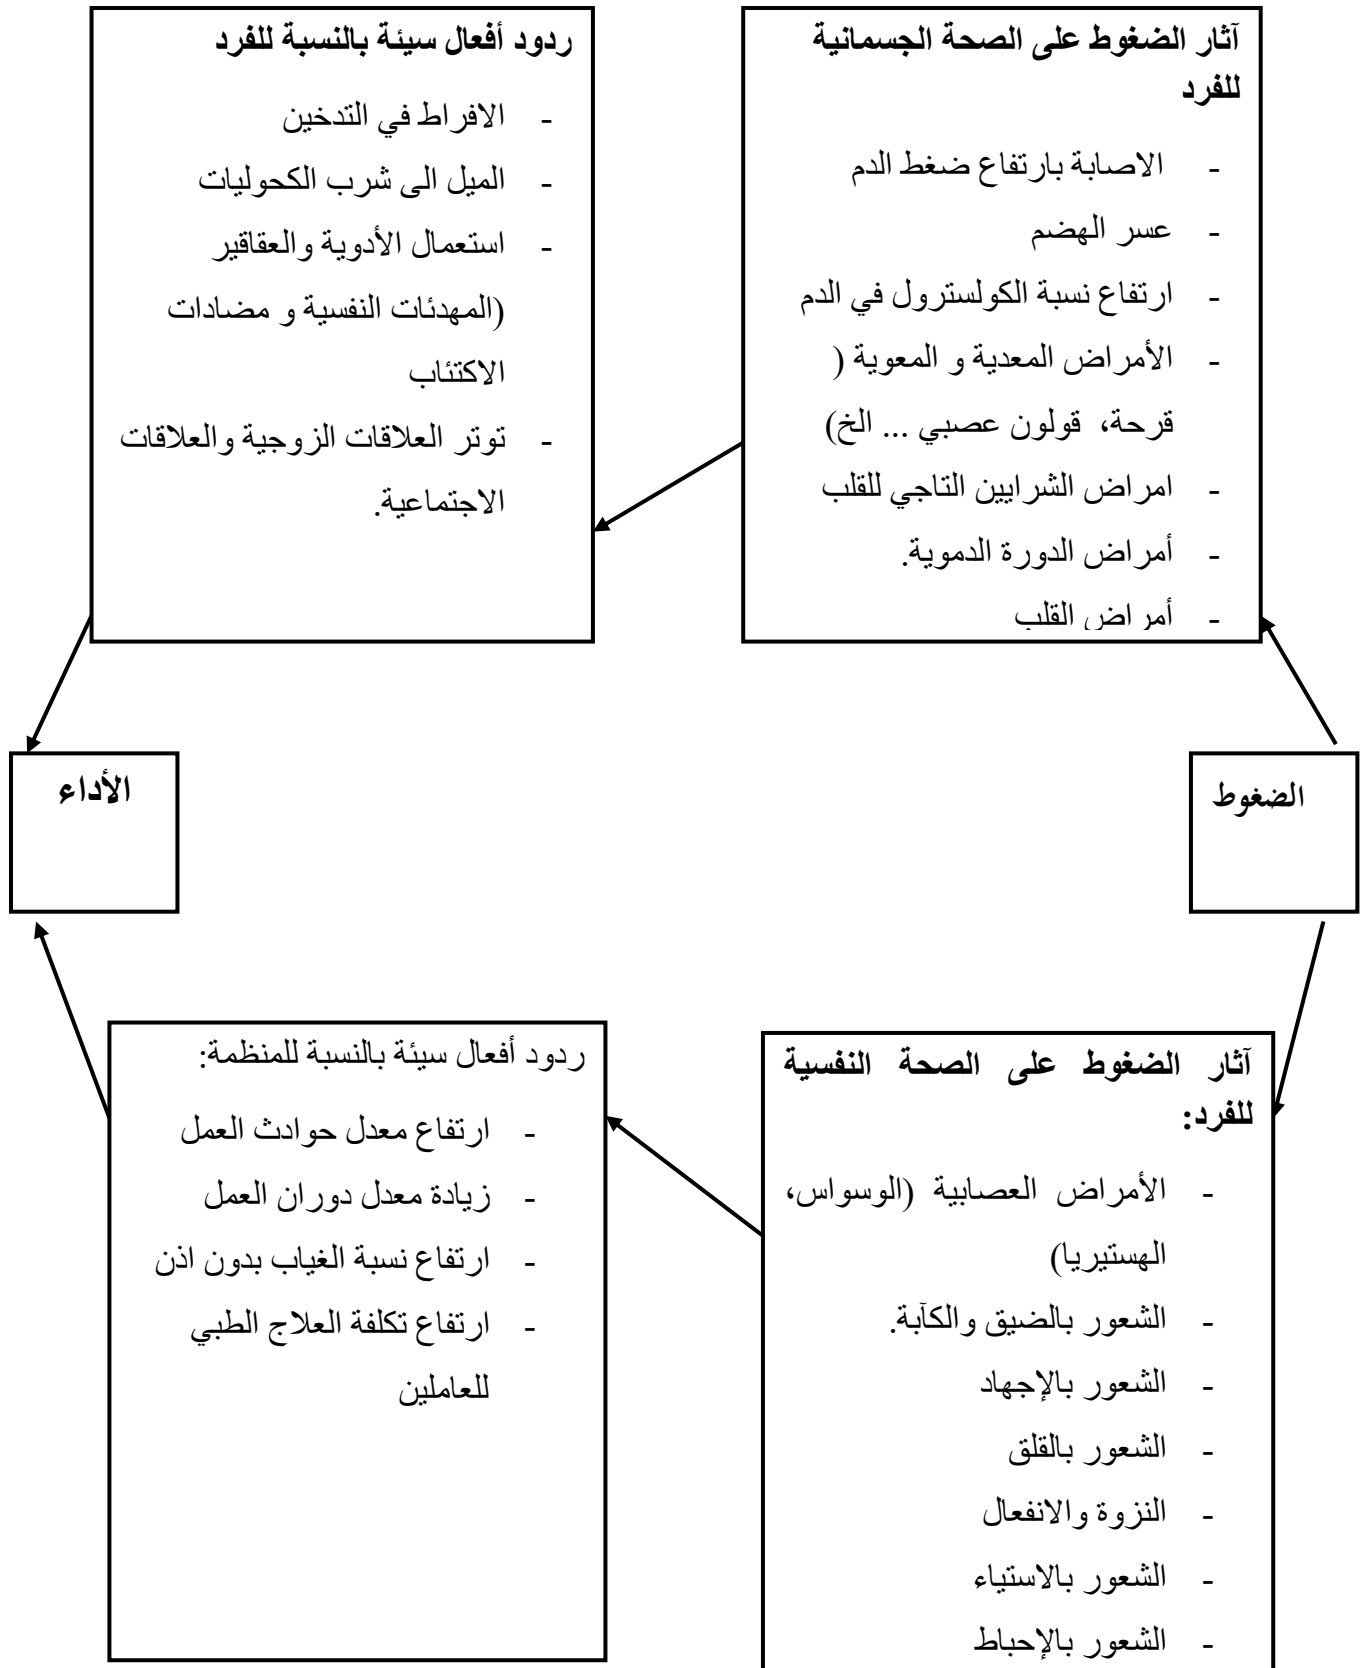 آثار الضغوط على الصحة الجسمانية
للفرد
- الاصابة بارتفاع ضغط الدم
- عسر الهضم
- ارتفاع نسبة الكولسترول في الدم
- الأمراض المعدية و المعوية (
قرحة، قولون عصبي ... الخ)
- امراض الشرايين التاجي للقلب
- أمراض الدورة الدموية.
- أمراض القلب
ردود أفعال سيئة بالنسبة للفرد
- الافراط في التدخين
- الميل الى شرب الكحوليات
- استعمال الأدوية والعقاقير
(المهدئات النفسية و مضادات
الاكتئاب
- توتر العلاقات الزوجية والعلاقات
الاجتماعية.
الضغوط
الأداء
آثار الضغوط على الصحة النفسية
للفرد:
- الأمراض العصابية (الوسواس،
الهستيريا)
- الشعور بالضيق والكآبة.
- الشعور بالإجهاد
- الشعور بالقلق
- النزوة والانفعال
- الشعور بالاستياء
- الشعور بالإحباط
ردود أفعال سيئة بالنسبة للمنظمة:
- ارتفاع معدل حوادث العمل
- زيادة معدل دوران العمل
- ارتفاع نسبة الغياب بدون اذن
- ارتفاع تكلفة العلاج الطبي
للعاملين